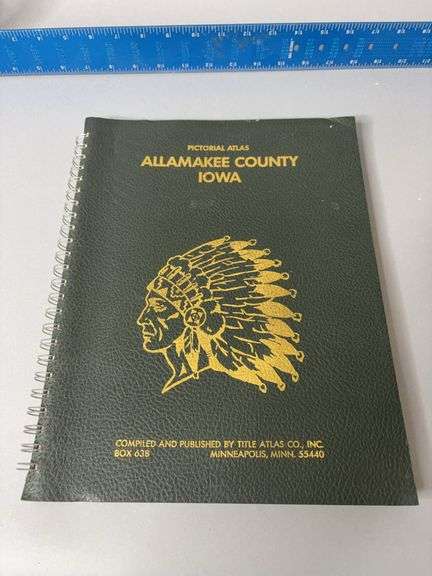 PICTORIAL ATLAS
ALLAMAKEE COUNTY
IOWA
COMPILED AND PUBLISHED BY TITLE ATLAS CO., INC.
BOX 638 MINNEAPOLIS, MINN. 55440